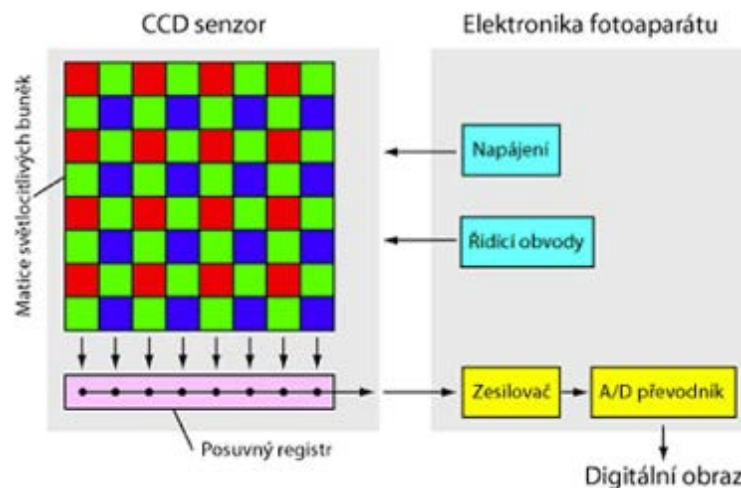 CCD senzor
Elektronika fotoaparátu
Matice světlocitlivých buněk
Napájení
Řídicí obvody
Zesilovač
A/D převodník
Posuvný registr
Digitální obraz